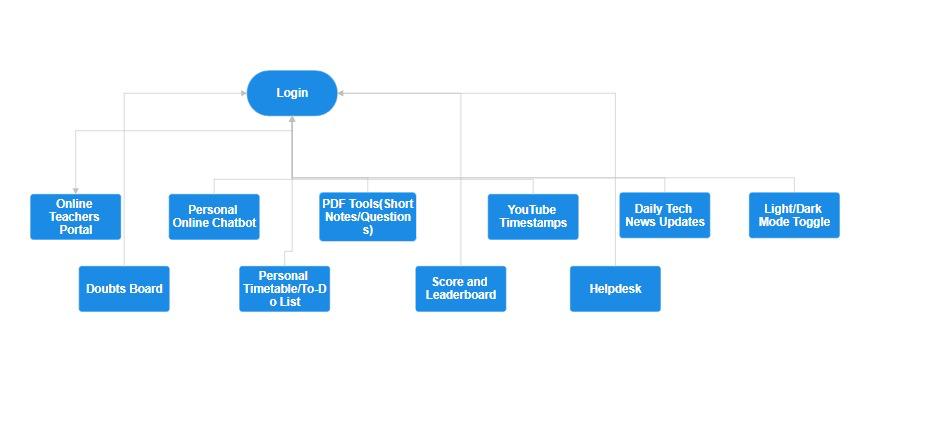 Login
Online
Teachers
Portal
Personal
Online Chatbot
PDF Tools(Short
Notes/Question
s)
YouTube
Timestamps
Daily Tech
News Updates
Light/Dark
Mode Toggle
Doubts Board
Personal
Timetable/To-D
o List
Score and
Leaderboard
Helpdesk